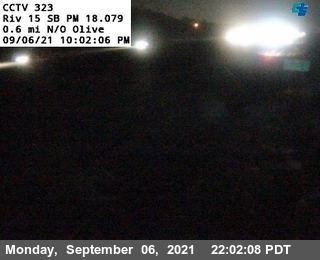 CCTV 323
Riv 15 SB PM 18.079
0.6 mi N/O Olive
09/06/21 10:02:06 PM
Monday, September 06, 2021 22:02:08 PDT